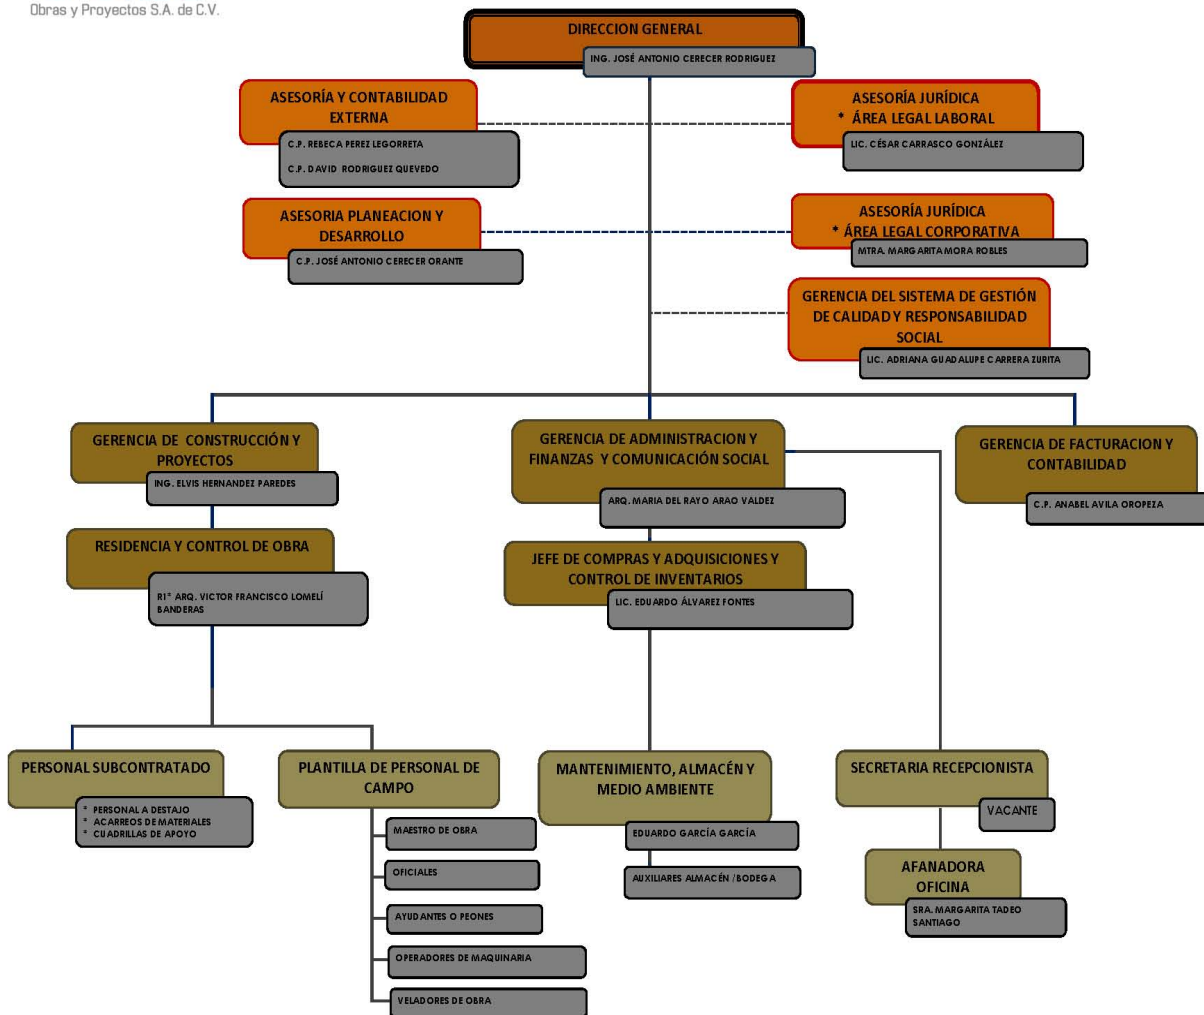 Obras y Proyectos S.A. de C.V.
DIRECCION GENERAL
ING. JOSÉ ANTONIO CERECER RODRIGUEZ
ASESORÍA Y CONTABILIDAD
EXTERNA
C.P. REBECA PEREZ LEGORRETA
C.P. DAVID RODRIGUEZ QUEVEDO
ASESORÍA JURÍDICA
* ÁREA LEGAL LABORAL
LIC. CÉSAR CARRASCO GONZÁLEZ
ASESORIA PLANEACION Y
DESARROLLO
C.P. JOSÉ ANTONIO CERECER ORANTE
ASESORÍA JURÍDICA
* ÁREA LEGAL CORPORATIVA
MTRA. MARGARITA MORA ROBLES
GERENCIA DEL SISTEMA DE GESTIÓN
DE CALIDAD Y RESPONSABILIDAD
SOCIAL
LIC. ADRIANA GUADALUPE CARRERA ZURITA
GERENCIA DE CONSTRUCCIÓN Y
PROYECTOS
ING. ELVIS HERNANDEZ PAREDES
GERENCIA DE ADMINISTRACION Y
FINANZAS Y COMUNICACIÓN SOCIAL
ARQ. MARIA DEL RAYO ARAO VALDEZ
GERENCIA DE FACTURACION Y
CONTABILIDAD
C.P. ANABEL AVILA OROPEZA
RESIDENCIA Y CONTROL DE OBRA
R1° ARQ. VICTOR FRANCISCO LOMELÍ
BANDERAS
JEFE DE COMPRAS Y ADQUISICIONES Y
CONTROL DE INVENTARIOS
LIC. EDUARDO ÁLVAREZ FONTES
PERSONAL SUBCONTRATADO
* PERSONAL A DESTAJO
* ACARREOS DE MATERIALES
* CUADRILLAS DE APOYO
PLANTILLA DE PERSONAL DE
CAMPO
MAESTRO DE OBRA
OFICIALES
AYUDANTES O PEONES
OPERADORES DE MAQUINARIA
VELADORES DE OBRA
MANTENIMIENTO, ALMACÉN Y
MEDIO AMBIENTE
EDUARDO GARCÍA GARCÍA
AUXILIARES ALMACÉN /BODEGA
SECRETARIA RECEPCIONISTA
VACANTE
AFANADORA
OFICINA
SRA. MARGARITA TADEO
SANTIAGO